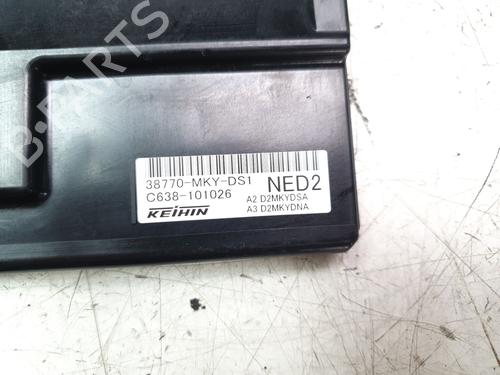 B-PARTS
38770-MKY-DS1 NED2
C638-101026 A2 D2MKYDSA
KEIHIN A3 D2MKYDNA